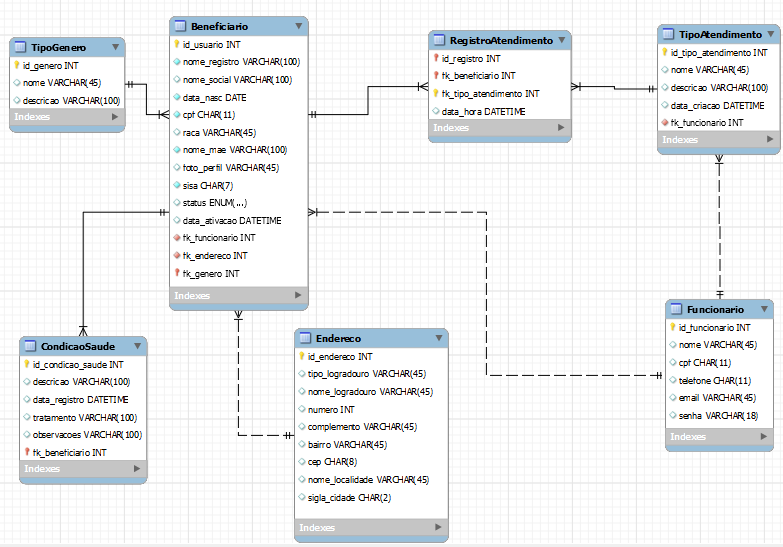 TipoGenero
id_genero INT
nome VARCHAR(45)
descricao VARCHAR(100)
Indexes
Beneficiario
id_usuario INT
nome_registro VARCHAR(100)
nome_social VARCHAR(100)
data_nasc DATE
cpf CHAR(11)
raca VARCHAR(45)
nome_mae VARCHAR(100)
foto_perfil VARCHAR(45)
sisa CHAR(7)
status ENUM(...)
data_ativacao DATETIME
fk_funcionario INT
fk_endereco INT
fk_genero INT
Indexes
RegistroAtendimento
id_registro INT
fk_beneficiario INT
fk_tipo_atendimento INT
data_hora DATETIME
Indexes
TipoAtendimento
id_tipo_atendimento INT
nome VARCHAR(45)
descricao VARCHAR(100)
data_criacao DATETIME
fk_funcionario INT
Indexes
CondicaoSaude
id_condicao_saude INT
descricao VARCHAR(100)
data_registro DATETIME
tratamento VARCHAR(100)
observacoes VARCHAR(100)
fk_beneficiario INT
Indexes
Endereco
id_endereco INT
tipo_logradouro VARCHAR(45)
nome_logradouro VARCHAR(45)
numero INT
complemento VARCHAR(45)
bairro VARCHAR(45)
cep CHAR(8)
nome_localidade VARCHAR(45)
sigla_cidade CHAR(2)
Indexes
Funcionario
id_funcionario INT
nome VARCHAR(45)
cpf CHAR(11)
telefone CHAR(11)
email VARCHAR(45)
senha VARCHAR(18)
Indexes